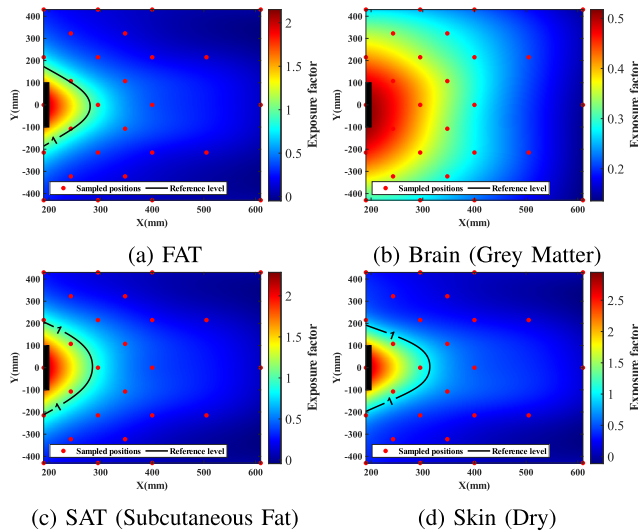 400
300
200
100
0
-100
-200
-300
-400
Y(mm)
1
1
Sampled positions
Reference level
200 300 400 500 600
X(mm)
2
1.5
1
0.5
0
Exposure factor
(a) FAT
400
300
200
100
0
-100
-200
-300
-400
Y(mm)
Sampled positions
Reference level
200 300 400 500 600
X(mm)
0.5
0.4
0.3
0.2
Exposure factor
(b) Brain (Grey Matter)
400
300
200
100
0
-100
-200
-300
-400
Y(mm)
1
1
Sampled positions
Reference level
200 300 400 500 600
X(mm)
2
1.5
1
0.5
0
Exposure factor
(c) SAT (Subcutaneous Fat)
400
300
200
100
0
-100
-200
-300
-400
Y(mm)
1
1
Sampled positions
Reference level
200 300 400 500 600
X(mm)
2.5
2
1.5
1
0.5
0
Exposure factor
(d) Skin (Dry)